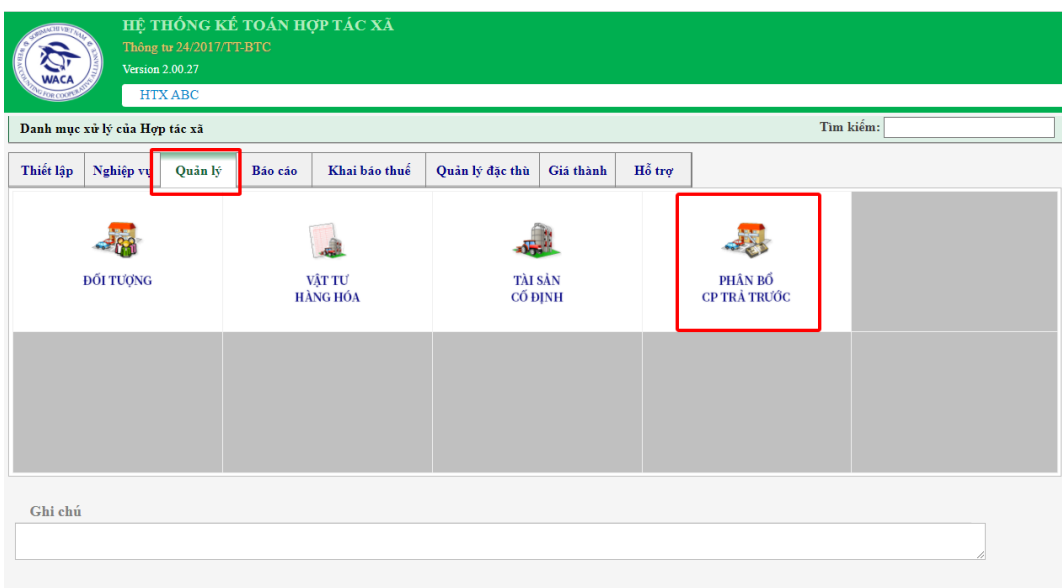 HỆ THỐNG KẾ TOÁN HỢP TÁC XÃ
Thông tư 24/2017/TT-BTC
Version 2.00.27
WACA
HTX ABC
Danh mục xử lý của Hợp tác xã
Tìm kiếm:
Thiết lập Nghiệp vụ Quản lý Báo cáo Khai báo thuế Quản lý đặc thù Giá thành Hỗ trợ
ĐỐI TƯỢNG
VẬT TƯ
HÀNG HÓA
TÀI SẢN
CỐ ĐỊNH
PHÂN BỔ
CP TRẢ TRƯỚC
Ghi chú